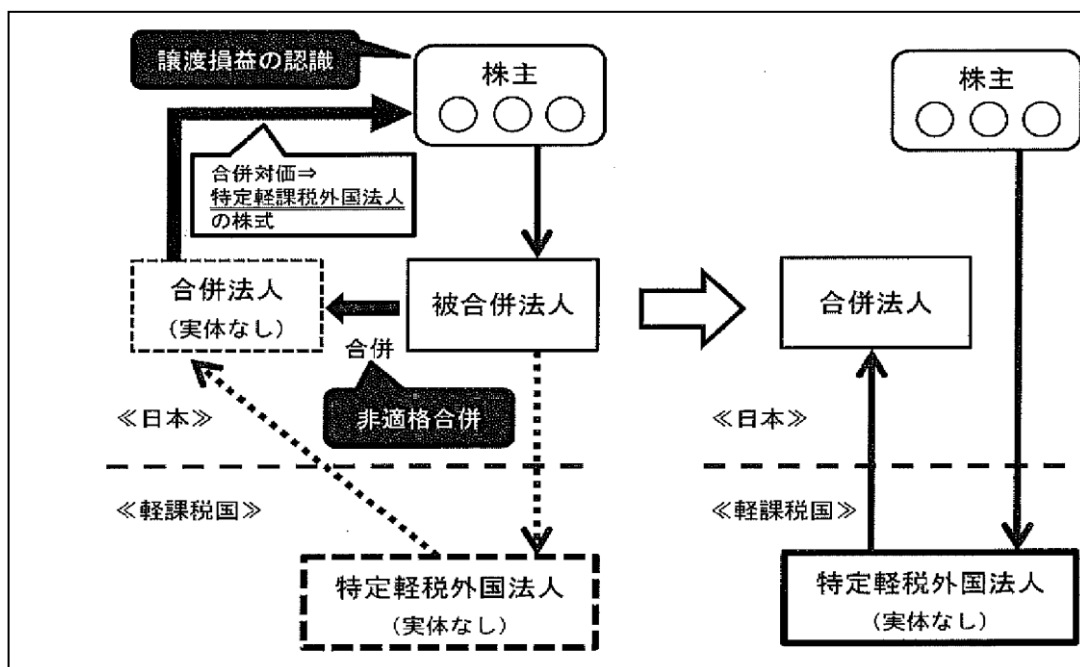 譲渡損益の認識
株主
合併対価⇒
特定軽課税外国法人
の株式
合併法人
（実体なし）
被合併法人
合併
非適格合併
≪日本≫
≪軽課税国≫
特定軽税外国法人
（実体なし）
株主
合併法人
≪日本≫
≪軽課税国≫
特定軽税外国法人
（実体なし）